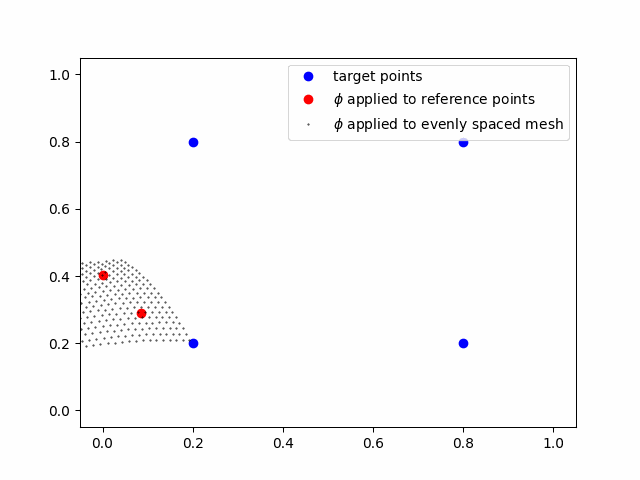 1.0
0.8
0.6
0.4
0.2
0.0
0.0 0.2 0.4 0.6 0.8 1.0
target points
ϕ applied to reference points
ϕ applied to evenly spaced mesh